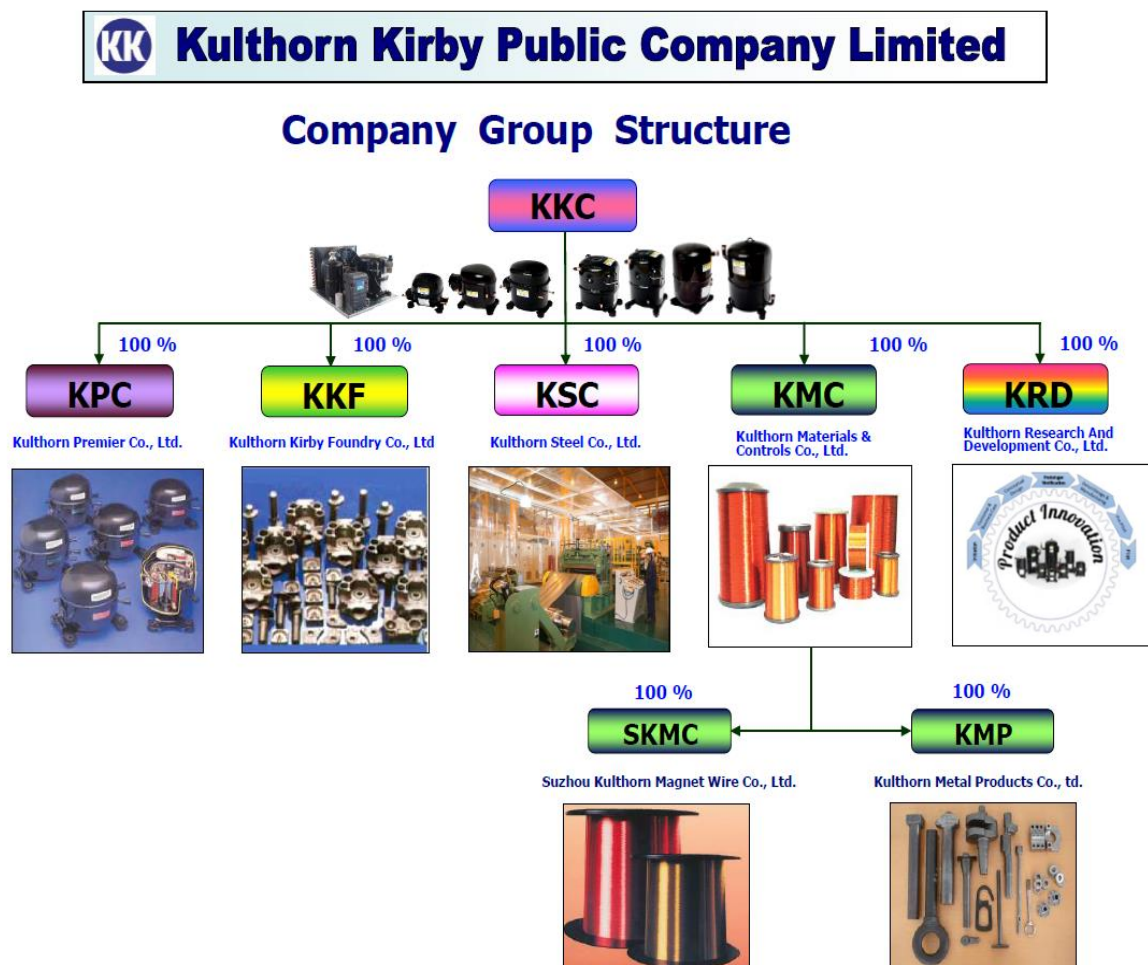 KK Kulthorn Kirby Public Company Limited
Company Group Structure
KKC
100 % 100 % 100 % 100 % 100 %
KPC KKF KSC KMC KRD
Kulthorn Premier Co., Ltd.
Kulthorn Kirby Foundry Co., Ltd
Kulthorn Steel Co., Ltd.
Kulthorn Materials &
Controls Co., Ltd.
Kulthorn Research And
Development Co., Ltd.
Product Innovation
100 % 100 %
SKMC KMP
Suzhou Kulthorn Magnet Wire Co., Ltd.
Kulthorn Metal Products Co., td.